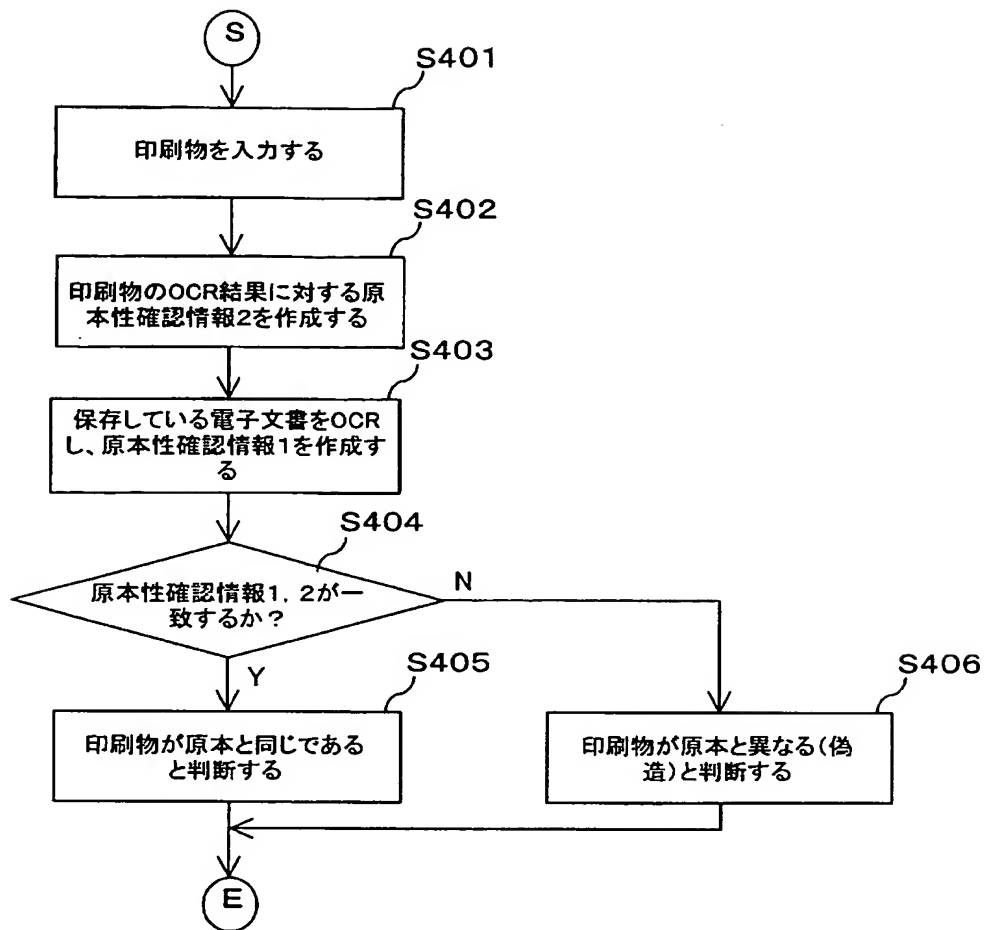 S
S401
印刷物を入力する
S402
印刷物のOCR結果に対する原
本性確認情報2を作成する
S403
保存している電子文書をOCR
し、原本性確認情報1を作成す
る
S404
原本性確認情報1, 2が一
致するか？
N
Y
S405
印刷物が原本と同じである
と判断する
S406
印刷物が原本と異なる(偽
造)と判断する
E